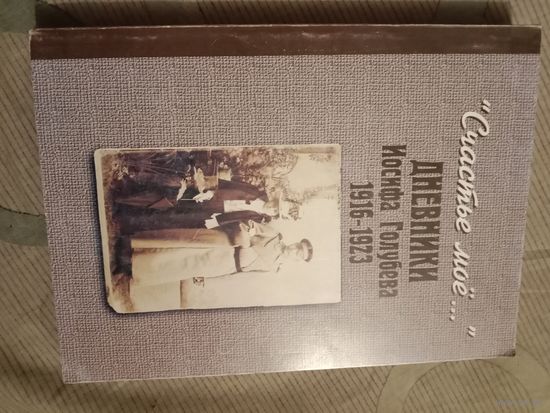 "Счастье моё..."
ДНЕВНИКИ
Иосифа Голубева
1916-1923